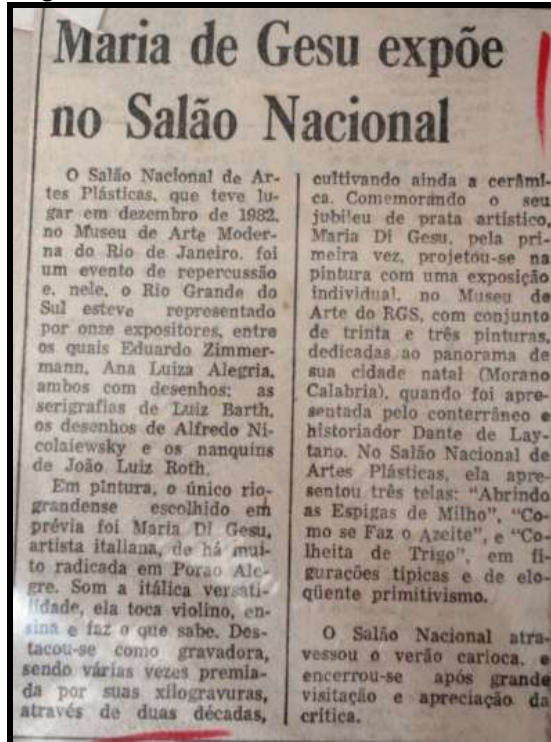 Maria de Gesu expõe
no Salão Nacional
O Salão Nacional de Ar-
tes Plásticas, que teve lu-
gar em dezembro de 1982,
no Museu de Arte Moder-
na do Rio de Janeiro, foi
um evento de repercussão
e, nele, o Rio Grande do
Sul esteve representado
por onze expositores, entre
os quais Eduardo Zimmer-
mann, Ana Luiza Alegria,
ambos com desenhos; as
serigrafias de Luiz Barth,
os desenhos de Alfredo Ni-
colaiewsky e os nanquins
de João Luiz Roth.
Em pintura, o único rio-
grandense escolhido em
prévia foi Maria Di Gesu,
artista italiana, de há mui-
to radicada em Porao Ale-
gre. Som a itálica versati-
lidade, ela toca violino, en-
sina e faz o que sabe. Des-
tacou-se como gravadora,
sendo várias vezes premia-
da por suas xilogravuras,
através de duas décadas,
cultivando ainda a cerâmi-
ca. Comemorando o seu
jubileu de prata artístico,
Maria Di Gesu, pela pri-
meira vez, projetou-se na
pintura com uma exposição
individual, no Museu de
Arte do RGS, com conjunto
de trinta e três pinturas,
dedicadas ao panorama de
sua cidade natal (Morano
Calabria), quando foi apre-
sentada pelo conterrâneo e
historiador Dante de Lay-
tano. No Salão Nacional de
Artes Plásticas, ela apre-
sentou três telas: "Abrindo
as Espigas de Milho", "Co-
mo se Faz o Azeite", e "Co-
lheita de Trigo", em fi-
gurações típicas e de elo-
qüente primitivismo.
O Salão Nacional atra-
vessou o verão carioca, e
encerrou-se após grande
visitação e apreciação da
crítica.